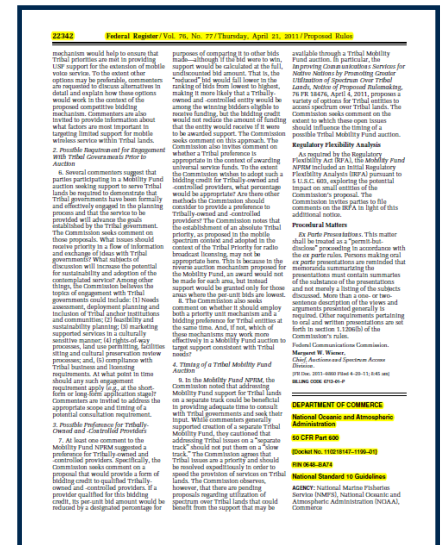 22342 Federal Register / Vol. 76, No. 77 / Thursday, April 21, 2011 / Proposed Rules
mechanism would help to ensure that
Tribal priorities are met in providing
USF support for the extension of mobile
voice service. To the extent other
options may be preferable, commenters
are requested to discuss alternatives in
detail and explain how these options
would work in the context of the
proposed competitive bidding
mechanism. Commenters are also
invited to provide information about
what factors are most important in
targeting limited support for mobile
wireless service within Tribal lands.
2. Possible Requirement for Engagement
With Tribal Governments Prior to
Auction
6. Several commenters suggest that
parties participating in a Mobility Fund
auction seeking support to serve Tribal
lands be required to demonstrate that
Tribal governments have been formally
and effectively engaged in the planning
process and that the service to be
provided will advance the goals
established by the Tribal government.
The Commission seeks comment on
those proposals. What issues should
receive priority in a flow of information
and exchange of ideas with Tribal
governments? What subjects of
discussion will increase the potential
for sustainability and adoption of the
contemplated service? Among other
things, the Commission believes the
topics of engagement with Tribal
governments could include: (1) Needs
assessment, deployment planning and
inclusion of Tribal anchor institutions
and communities; (2) feasibility and
sustainability planning; (3) marketing
supported services in a culturally
sensitive manner; (4) rights-of-way
processes, land use permitting, facilities
siting and cultural preservation review
processes; and, (5) compliance with
Tribal business and licensing
requirements. At what point in time
should any such engagement
requirement apply (e.g., at the short-
form or long-form application stage)?
Commenters are invited to address the
appropriate scope and timing of a
potential consultation requirement.
3. Possible Preference for Tribally-
Owned and -Controlled Providers
7. At least one comment to the
Mobility Fund NPRM suggested a
preference for Tribally-owned and
-controlled providers. Specifically, the
Commission seeks comment on a
proposal that would provide a form of
bidding credit to qualified Tribally-
owned and -controlled providers. If a
provider qualified for this bidding
credit, its per-unit bid amount would be
reduced by a designated percentage for
purposes of comparing it to other bids
made—although if the bid were to win,
support would be calculated at the full,
undiscounted bid amount. That is, the
"reduced" bid would fall lower in the
ranking of bids from lowest to highest,
making it more likely that a Tribally-
owned and -controlled entity would be
among the winning bidders eligible to
receive funding, but the bidding credit
would not reduce the amount of funding
that the entity would receive if it were
to be awarded support. The Commission
seeks comment on this approach. The
Commission also invites comment on
whether a Tribal preference is
appropriate in the context of awarding
universal service funds. To the extent
the Commission wishes to adopt such a
bidding credit for Tribally-owned and
-controlled providers, what percentage
would be appropriate? Are there other
methods the Commission should
consider to provide a preference to
Tribally-owned and -controlled
providers? The Commission notes that
the establishment of an absolute Tribal
priority, as proposed in the mobile
spectrum context and adopted in the
context of the Tribal Priority for radio
broadcast licensing, may not be
appropriate here. This is because in the
reverse auction mechanism proposed for
the Mobility Fund, an award would not
be made for each area, but instead
support would be granted only for those
areas where the per-unit bids are lowest.
8. The Commission also seeks
comment on whether it should employ
both a priority unit mechanism and a
bidding preference for Tribal entities at
the same time. And, if not, which of
these mechanisms may work more
effectively in a Mobility Fund auction to
target support consistent with Tribal
needs?
4. Timing of a Tribal Mobility Fund
Auction
9. In the Mobility Fund NPRM, the
Commission noted that addressing
Mobility Fund support for Tribal lands
on a separate track could be beneficial
in providing adequate time to consult
with Tribal governments and seek their
input. While commenters generally
supported creation of a separate Tribal
Mobility Fund, they cautioned that
addressing Tribal issues on a "separate
track" should not put them on a "slow
track." The Commission agrees that
Tribal issues are a priority and should
be resolved expeditiously in order to
speed the provision of services on Tribal
lands. The Commission observes,
however, that there are pending
proposals regarding utilization of
spectrum over Tribal lands that could
benefit from the support that may be
available through a Tribal Mobility
Fund auction. In particular, the
Improving Communications Services for
Native Nations by Promoting Greater
Utilization of Spectrum Over Tribal
Lands, Notice of Proposed Rulemaking,
76 FR 18476, April 4, 2011, proposes a
variety of options for Tribal entities to
access spectrum over Tribal lands. The
Commission seeks comment on the
extent to which these open issues
should influence the timing of a
possible Tribal Mobility Fund auction.
Regulatory Flexibility Analysis
As required by the Regulatory
Flexibility Act (RFA), the Mobility Fund
NPRM included an Initial Regulatory
Flexibility Analysis (IRFA) pursuant to
5 U.S.C. 603, exploring the potential
impact on small entities of the
Commission's proposal. The
Commission invites parties to file
comments on the IRFA in light of this
additional notice.
Procedural Matters
Ex Parte Presentations. This matter
shall be treated as a "permit-but-
disclose" proceeding in accordance with
the ex parte rules. Persons making oral
ex parte presentations are reminded that
memoranda summarizing the
presentations must contain summaries
of the substance of the presentations
and not merely a listing of the subjects
discussed. More than a one- or two-
sentence description of the views and
arguments presented generally is
required. Other requirements pertaining
to oral and written presentations are set
forth in section 1.1206(b) of the
Commission's rules.
Federal Communications Commission.
Margaret W. Wiener,
Chief, Auctions and Spectrum Access
Division.
[FR Doc. 2011-9690 Filed 4-20-11; 8:45 am]
BILLING CODE 6712-01-P
DEPARTMENT OF COMMERCE
National Oceanic and Atmospheric
Administration
50 CFR Part 600
[Docket No. 110218147-1199-01]
RIN 0648-BA74
National Standard 10 Guidelines
AGENCY: National Marine Fisheries
Service (NMFS), National Oceanic and
Atmospheric Administration (NOAA),
Commerce